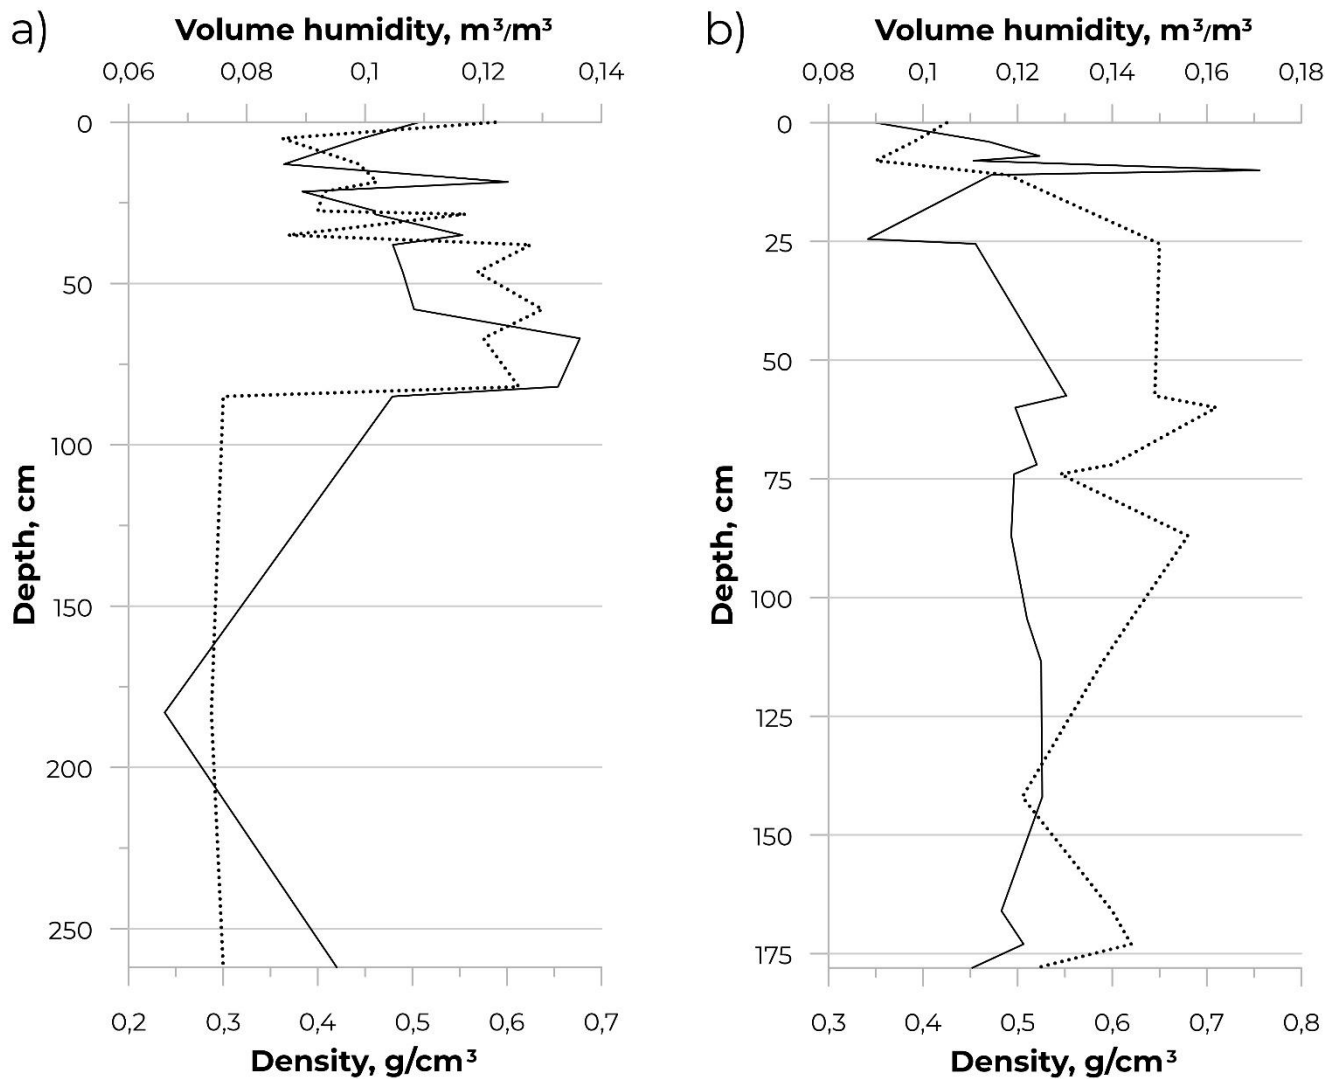 a)
Volume humidity, m³/m³
0,06 0,08 0,1 0,12 0,14
0
50
100
150
200
250
Depth, cm
0,2 0,3 0,4 0,5 0,6 0,7
Density, g/cm³
b)
Volume humidity, m³/m³
0,08 0,1 0,12 0,14 0,16 0,18
0
25
50
75
100
125
150
175
Depth, cm
0,3 0,4 0,5 0,6 0,7 0,8
Density, g/cm³